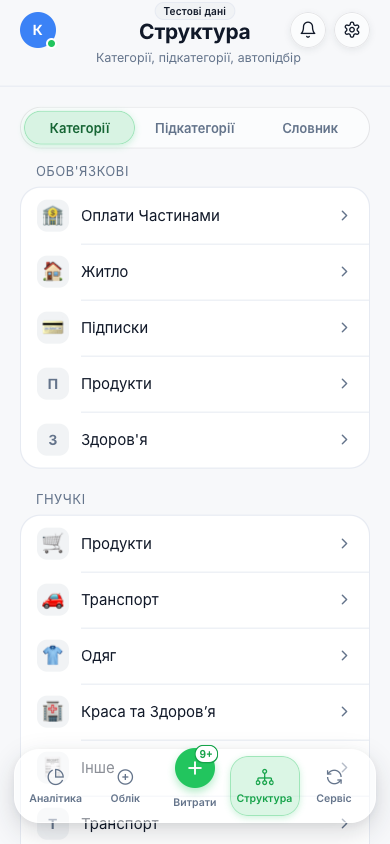 Тестові дані
К
Структура
Категорії, підкатегорії, автопідбір
Категорії
Підкатегорії
Словник
ОБОВ'ЯЗКОВІ
Оплати Частинами
Житло
Підписки
П
Продукти
З
Здоров'я
ГНУЧКІ
Продукти
Транспорт
Одяг
Краса та Здоров’я
Інше
9+
Аналітика
Облік
Витрати
Структура
Сервіс
Т
Транспорт